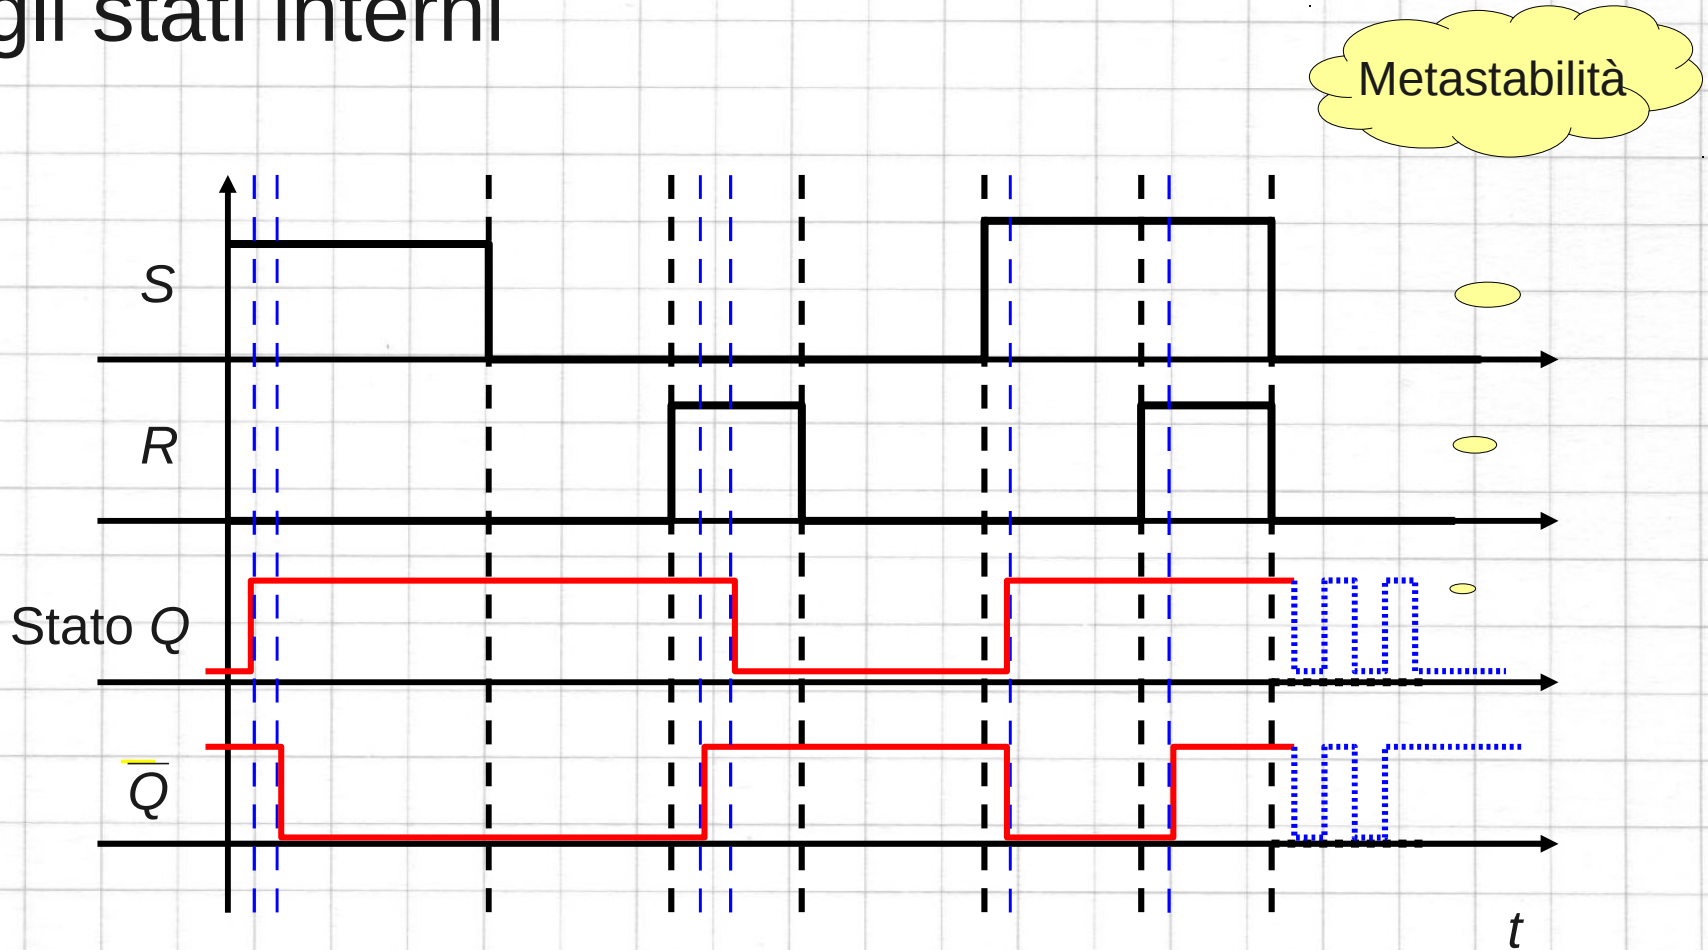 gli stati interni
Metastabilità
S
R
Stato Q
Q
t